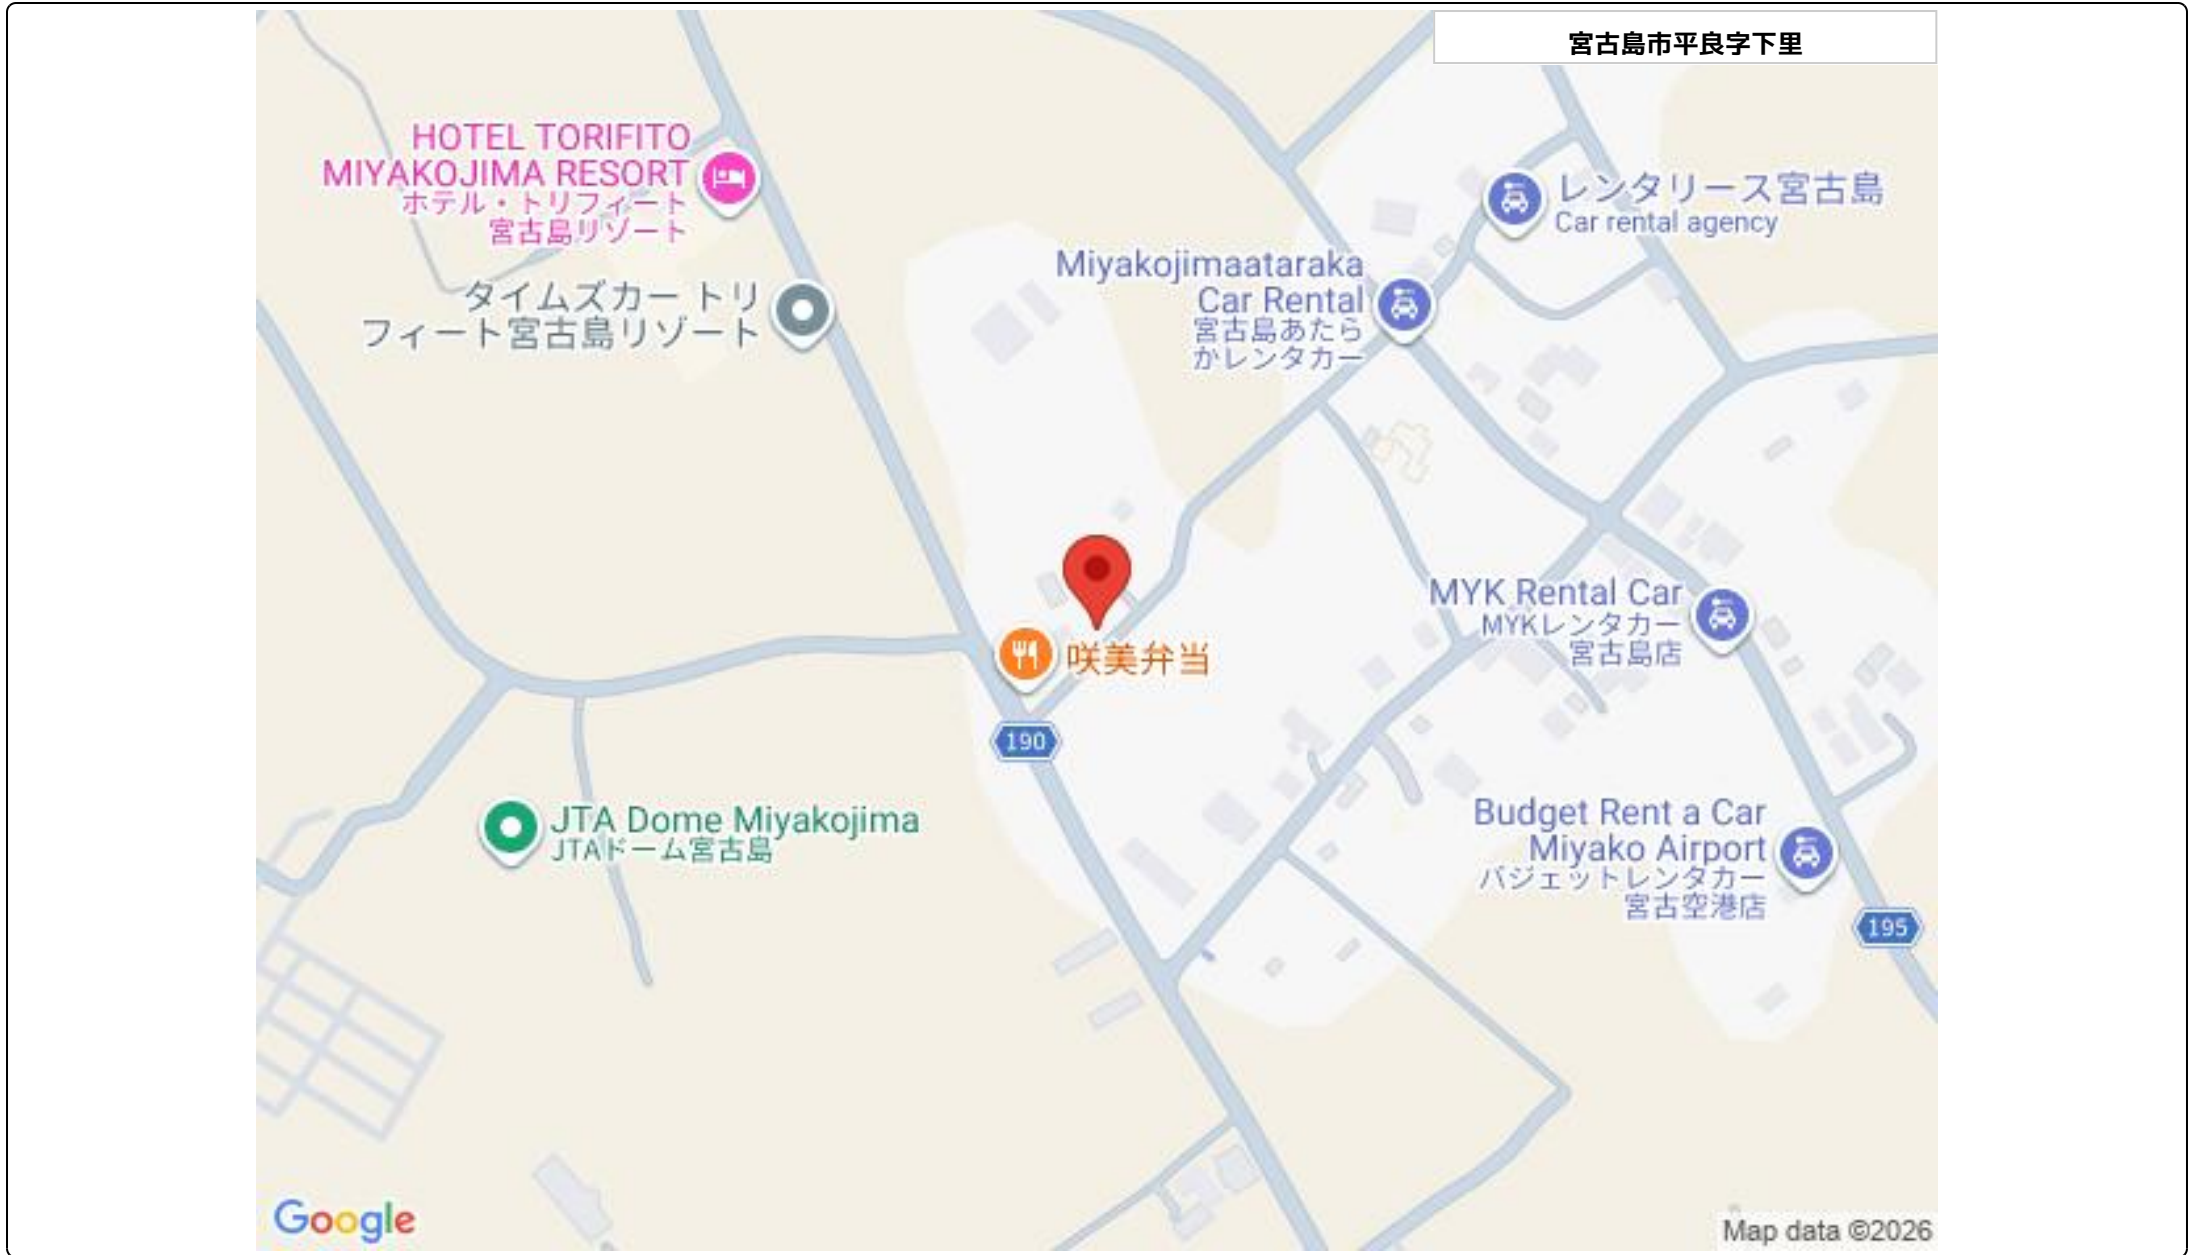 宮古島市平良字下里
HOTEL TORIFITO
MIYAKOJIMA RESORT
ホテル・トリフィート
宮古島リゾート
タイムズカー トリ
フィート宮古島リゾート
レンタリース宮古島
Car rental agency
Miyakojimaataraka
Car Rental
宮古島あたら
かレンタカー
MYK Rental Car
MYKレンタカー
宮古島店
咲美弁当
190
JTA Dome Miyakojima
JTAドーム宮古島
Budget Rent a Car
Miyako Airport
バジェットレンタカー
宮古空港店
195
Google
Map data ©2026